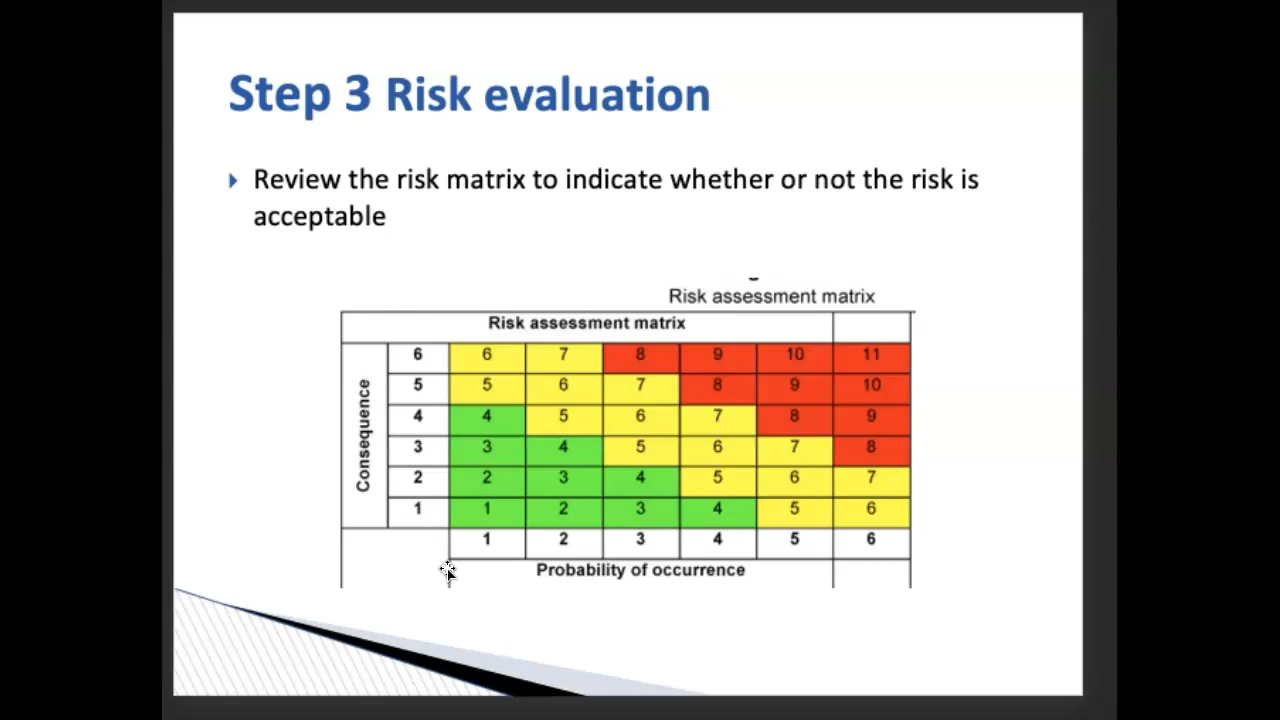 Step 3 Risk evaluation
Review the risk matrix to indicate whether or not the risk is
acceptable
Risk assessment matrix
Risk assessment matrix
Consequence
6 6 7 8 9 10 11
5 5 6 7 8 9 10
4 4 5 6 7 8 9
3 3 4 5 6 7 8
2 2 3 4 5 6 7
1 1 2 3 4 5 6
1 2 3 4 5 6
Probability of occurrence